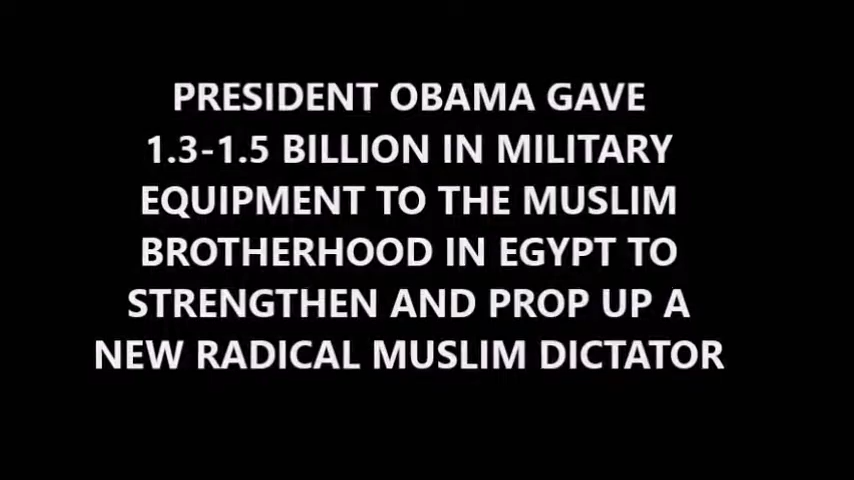 PRESIDENT OBAMA GAVE
1.3-1.5 BILLION IN MILITARY
EQUIPMENT TO THE MUSLIM
BROTHERHOOD IN EGYPT TO
STRENGTHEN AND PROP UP A
NEW RADICAL MUSLIM DICTATOR